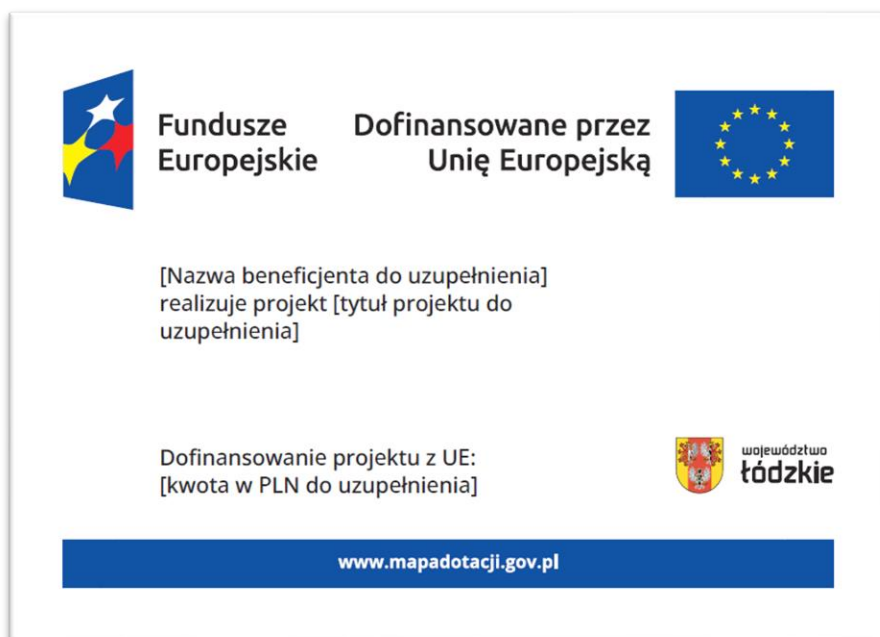 Fundusze
Europejskie
Dofinansowane przez
Unię Europejską
[Nazwa beneficjenta do uzupełnienia]
realizuje projekt [tytuł projektu do
uzupełnienia]
Dofinansowanie projektu z UE:
[kwota w PLN do uzupełnienia]
województwo
łódzkie
www.mapadotacji.gov.pl